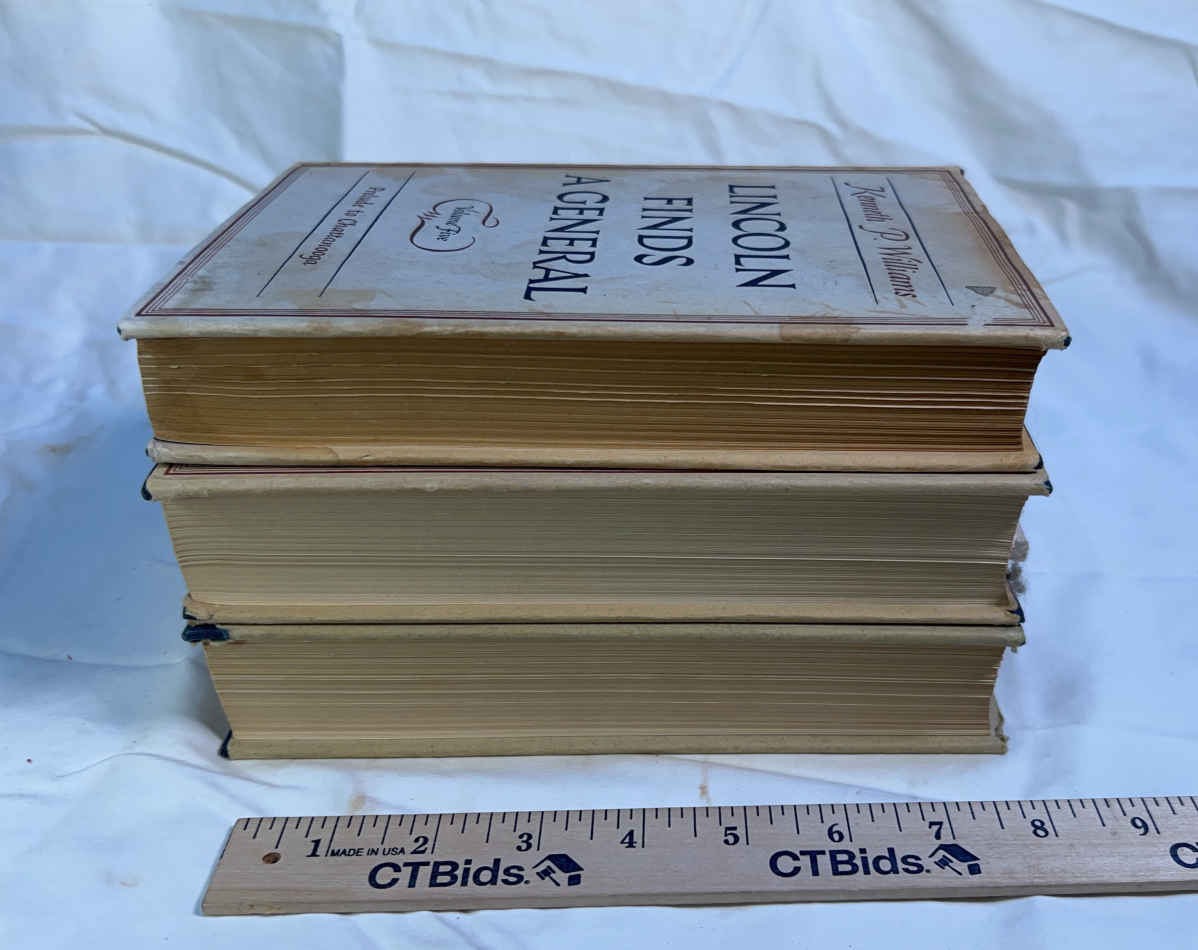 Kenneth P. Williams
LINCOLN
FINDS
A GENERAL
Volume Five
Prelude to Chattanooga
1 2 3 4 5 6 7 8 9
MADE IN USA
CTBids. CTBids. C